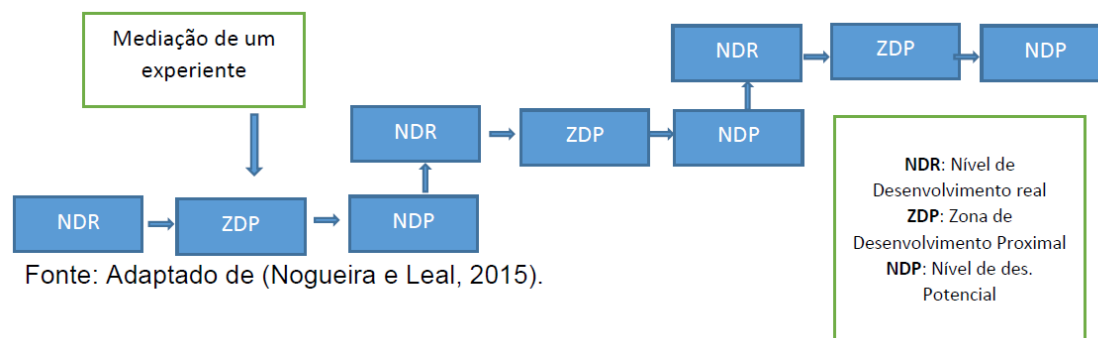 Mediação de um
experiente
NDR
ZDP
NDP
NDR
ZDP
NDP
NDR
ZDP
NDP
NDR: Nível de
Desenvolvimento real
ZDP: Zona de
Desenvolvimento Proximal
NDP: Nível de des.
Potencial
Fonte: Adaptado de (Nogueira e Leal, 2015).